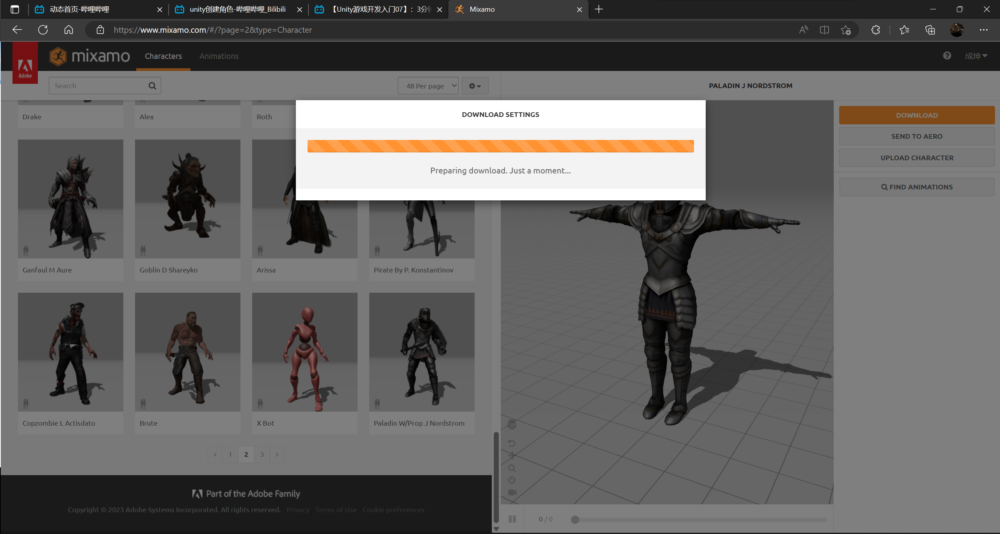 动态首页-哔哩哔哩
unity创建角色-哔哩哔哩_Bilibili
【Unity游戏开发入门07】：3分
Mixamo
https://www.mixamo.com/#/?page=2&type=Character
Adobe
mixamo
Characters
Animations
成坤
Search
48 Per page
PALADIN J NORDSTROM
DOWNLOAD SETTINGS
Preparing download. Just a moment...
DOWNLOAD
SEND TO AERO
UPLOAD CHARACTER
FIND ANIMATIONS
Drake
Alex
Roth
Ganfaul M Aure
Goblin D Shareyko
Arissa
Pirate By P. Konstantinov
Copzombie L Actisdato
Brute
X Bot
Paladin W/Prop J Nordstrom
‹ 1 2 3 ›
Part of the Adobe Family
Copyright © 2023 Adobe Systems Incorporated. All rights reserved. Privacy Terms of Use Cookie preferences
0 / 0